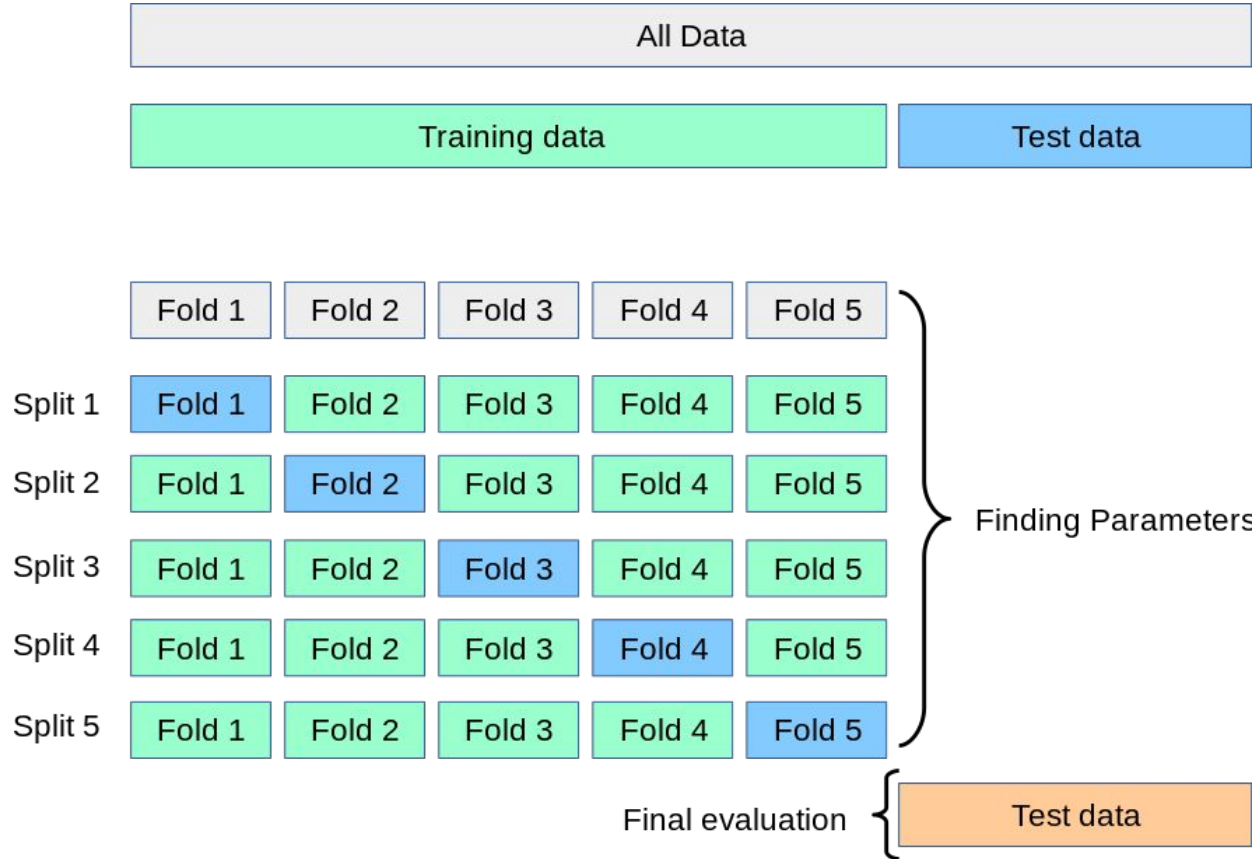 All Data
Training data Test data
Fold 1 Fold 2 Fold 3 Fold 4 Fold 5
Split 1 Fold 1 Fold 2 Fold 3 Fold 4 Fold 5
Split 2 Fold 1 Fold 2 Fold 3 Fold 4 Fold 5
Finding Parameters
Split 3 Fold 1 Fold 2 Fold 3 Fold 4 Fold 5
Split 4 Fold 1 Fold 2 Fold 3 Fold 4 Fold 5
Split 5 Fold 1 Fold 2 Fold 3 Fold 4 Fold 5
Final evaluation Test data